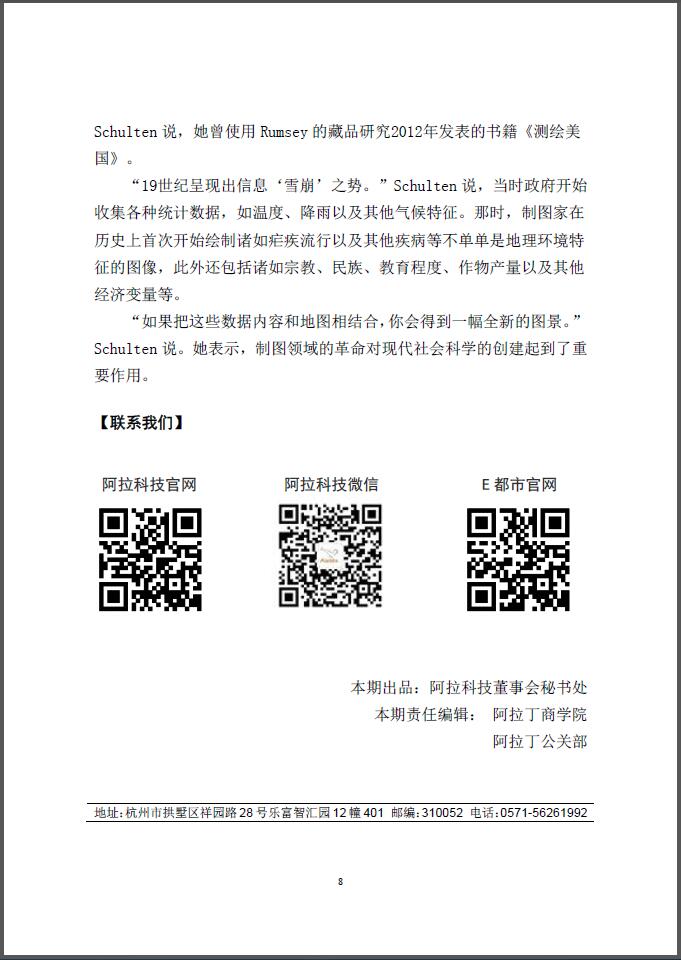 Schulten 说，她曾使用 Rumsey 的藏品研究2012年发表的书籍《测绘美
国》。
“19世纪呈现出信息‘雪崩’之势。”Schulten 说，当时政府开始
收集各种统计数据，如温度、降雨以及其他气候特征。那时，制图家在
历史上首次开始绘制诸如疟疾流行以及其他疾病等不单单是地理环境特
征的图像，此外还包括诸如宗教、民族、教育程度、作物产量以及其他
经济变量等。
“如果把这些数据内容和地图相结合，你会得到一幅全新的图景。”
Schulten 说。她表示，制图领域的革命对现代社会科学的创建起到了重
要作用。
【联系我们】
阿拉科技官网 阿拉科技微信 E 都市官网
本期出品：阿拉科技董事会秘书处
本期责任编辑： 阿拉丁商学院
阿拉丁公关部
地址：杭州市拱墅区祥园路 28 号乐富智汇园 12 幢 401 邮编：310052 电话：0571-56261992
8